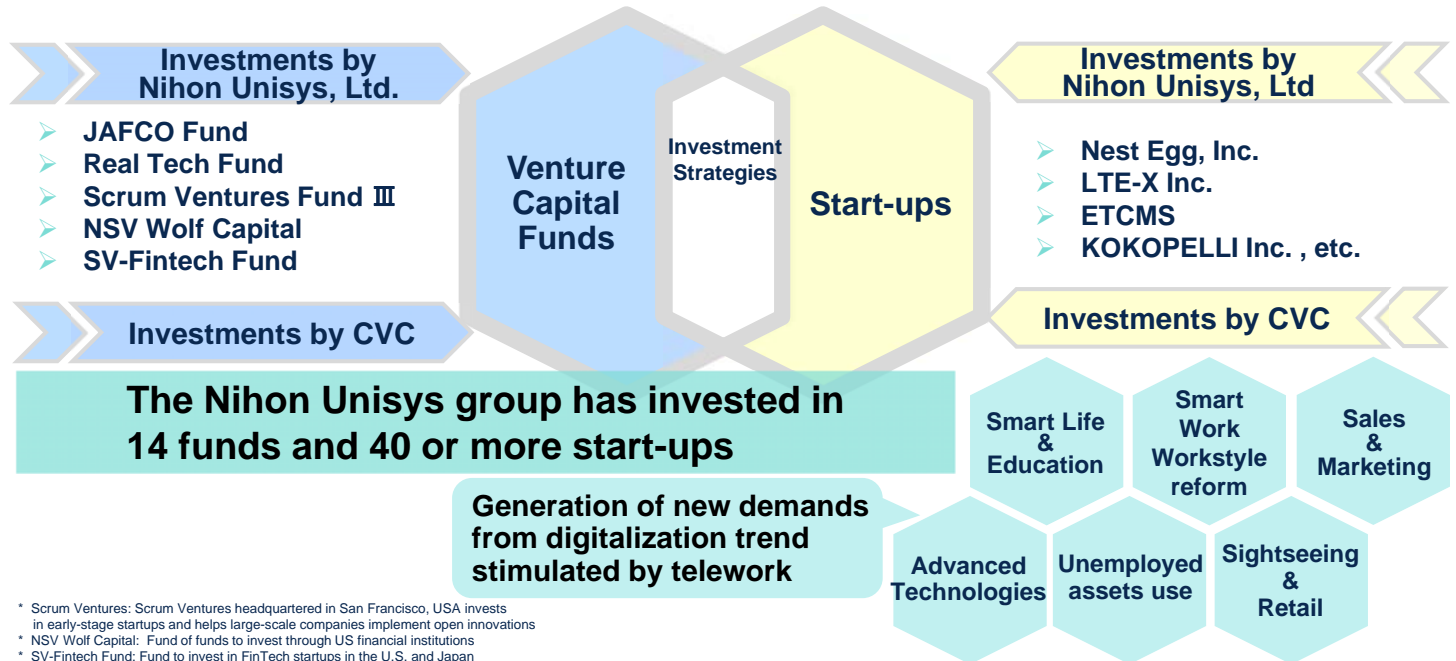 Investments by
Nihon Unisys, Ltd.
JAFCO Fund
Real Tech Fund
Scrum Ventures Fund Ⅲ
NSV Wolf Capital
SV-Fintech Fund
Investments by CVC
Venture
Capital
Funds
Investment
Strategies
Start-ups
Investments by
Nihon Unisys, Ltd
Nest Egg, Inc.
LTE-X Inc.
ETCMS
KOKOPELLI Inc. , etc.
Investments by CVC
The Nihon Unisys group has invested in
14 funds and 40 or more start-ups
Generation of new demands
from digitalization trend
stimulated by telework
Smart Life
&
Education
Smart
Work
Workstyle
reform
Sales
&
Marketing
Advanced
Technologies
Unemployed
assets use
Sightseeing
&
Retail
* Scrum Ventures: Scrum Ventures headquartered in San Francisco, USA invests
in early-stage startups and helps large-scale companies implement open innovations
* NSV Wolf Capital: Fund of funds to invest through US financial institutions
* SV-Fintech Fund: Fund to invest in FinTech startups in the U.S. and Japan